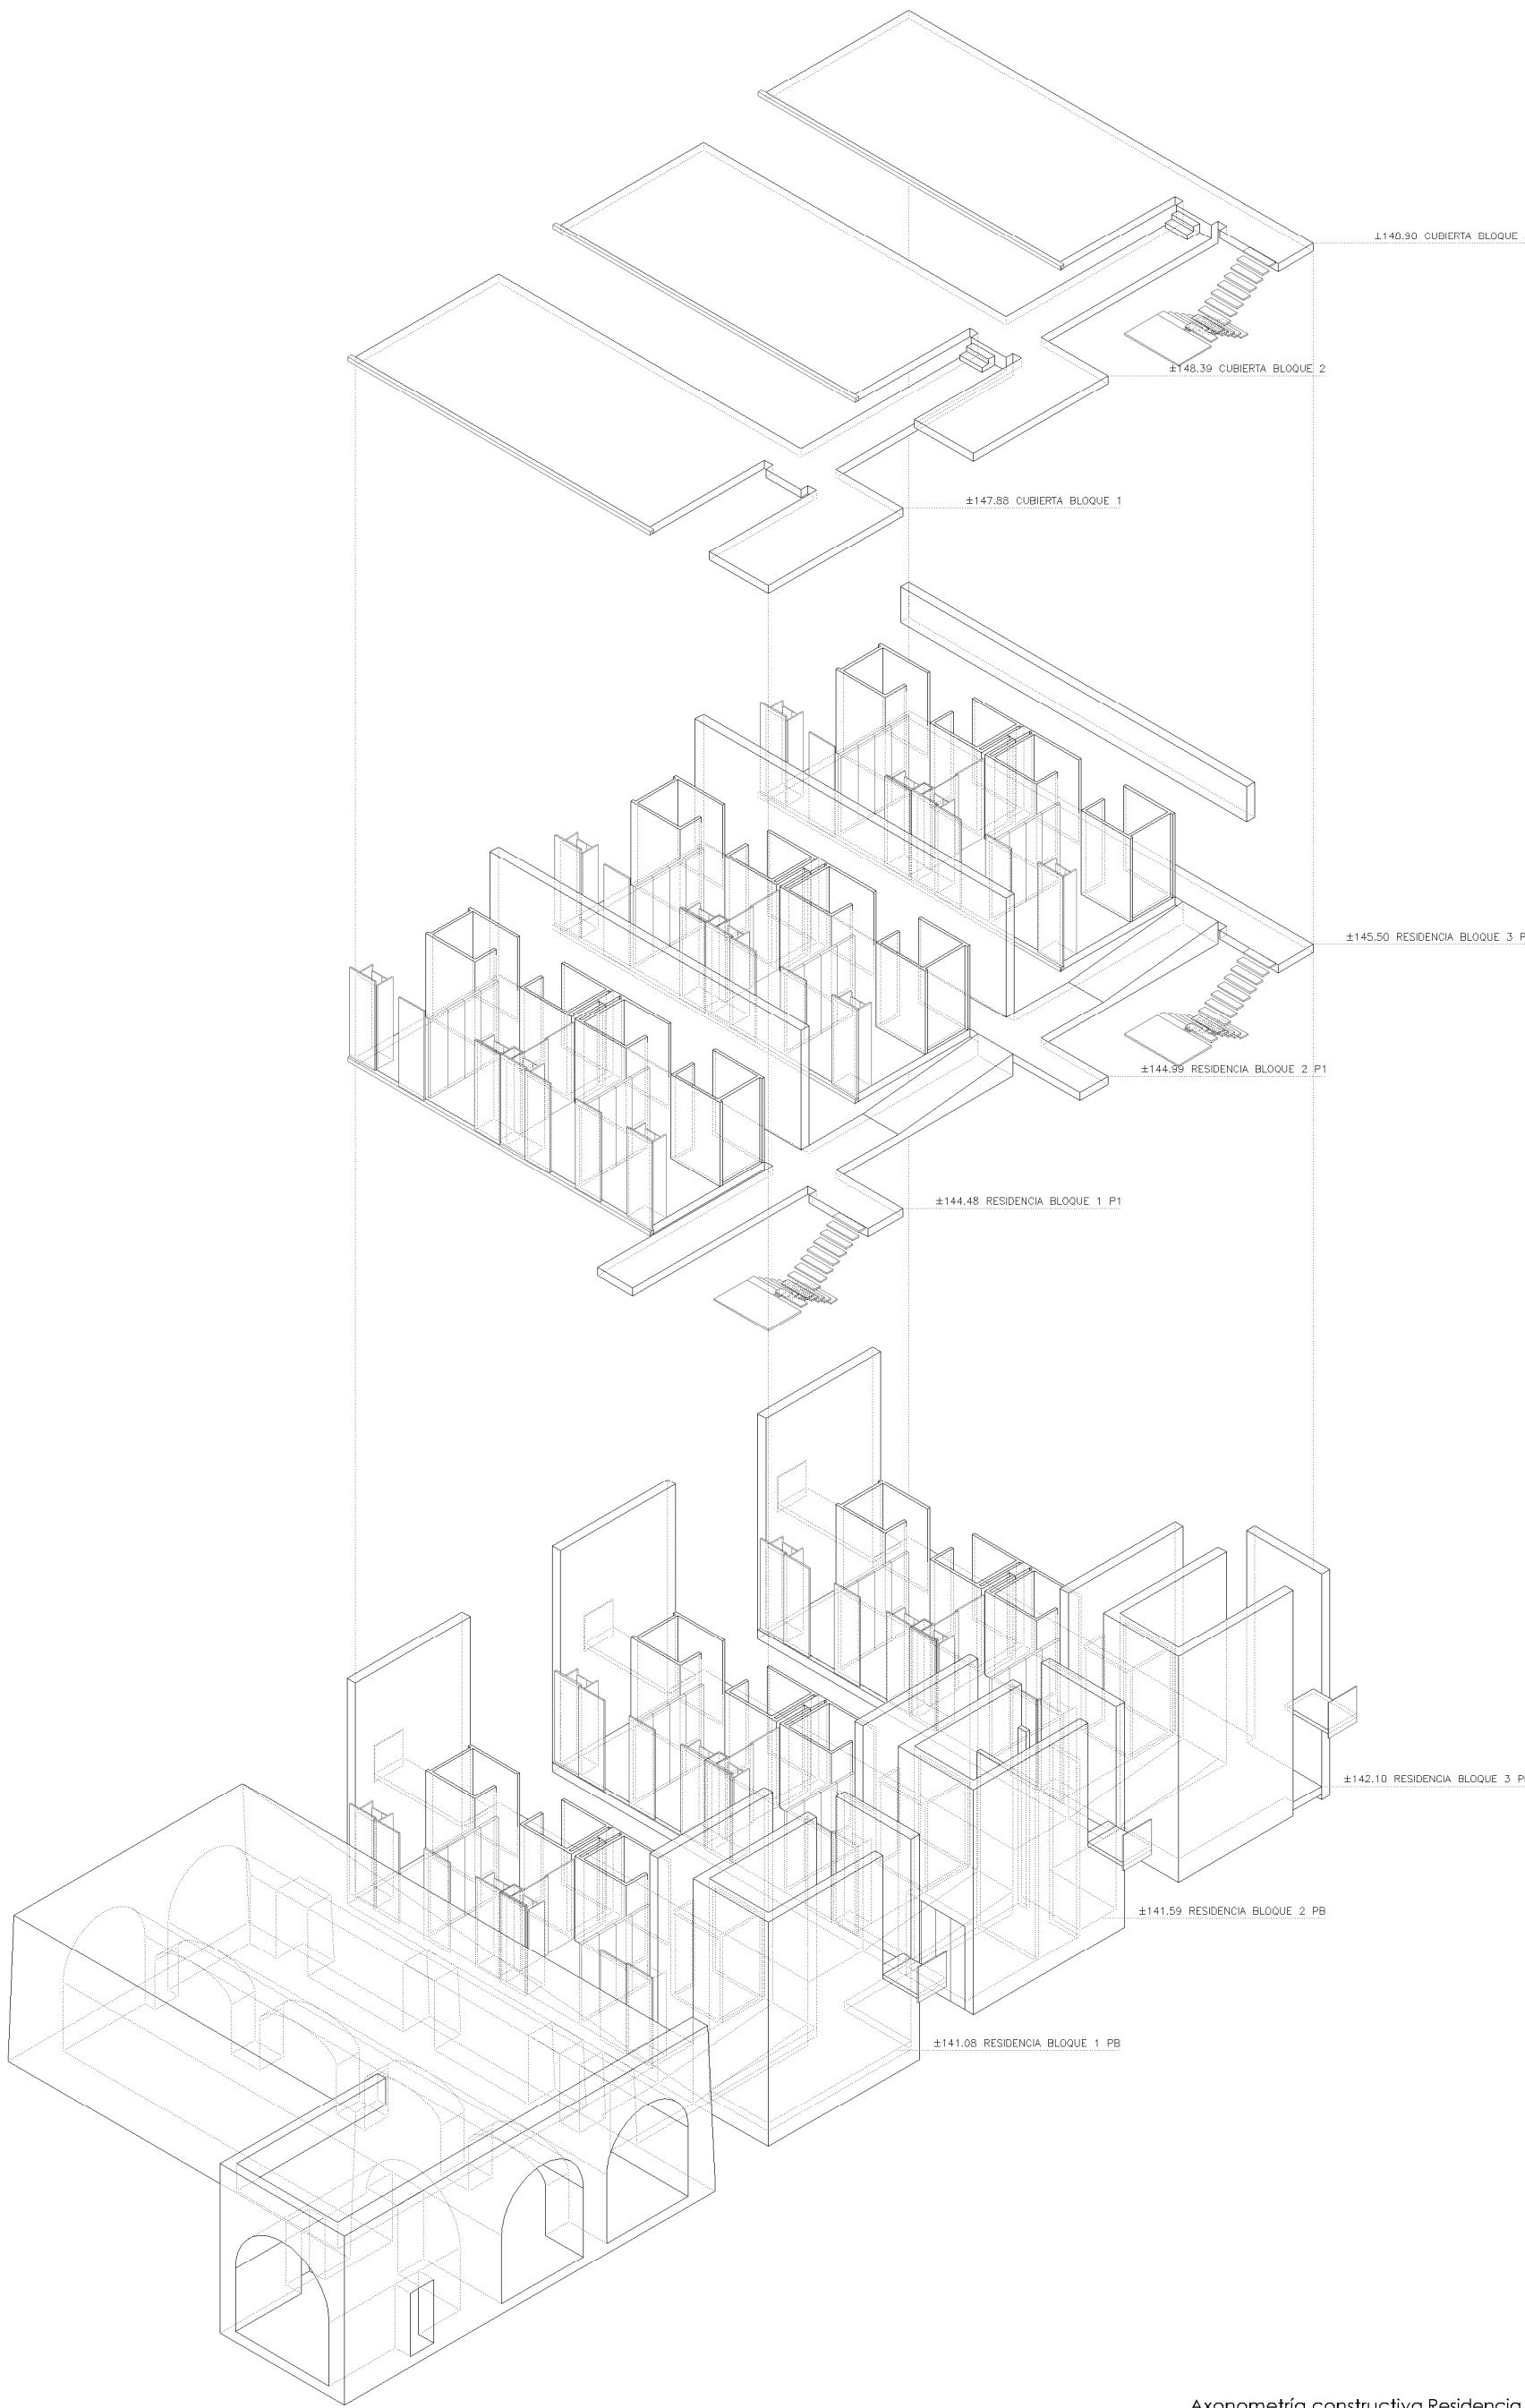 ±148.90 CUBIERTA BLOQUE
±148.39 CUBIERTA BLOQUE 2
±147.88 CUBIERTA BLOQUE 1
±145.50 RESIDENCIA BLOQUE 3 P
±144.99 RESIDENCIA BLOQUE 2 P1
±144.48 RESIDENCIA BLOQUE 1 P1
±142.10 RESIDENCIA BLOQUE 3 P
±141.59 RESIDENCIA BLOQUE 2 PB
±141.08 RESIDENCIA BLOQUE 1 PB
Axonometría constructiva Residencia